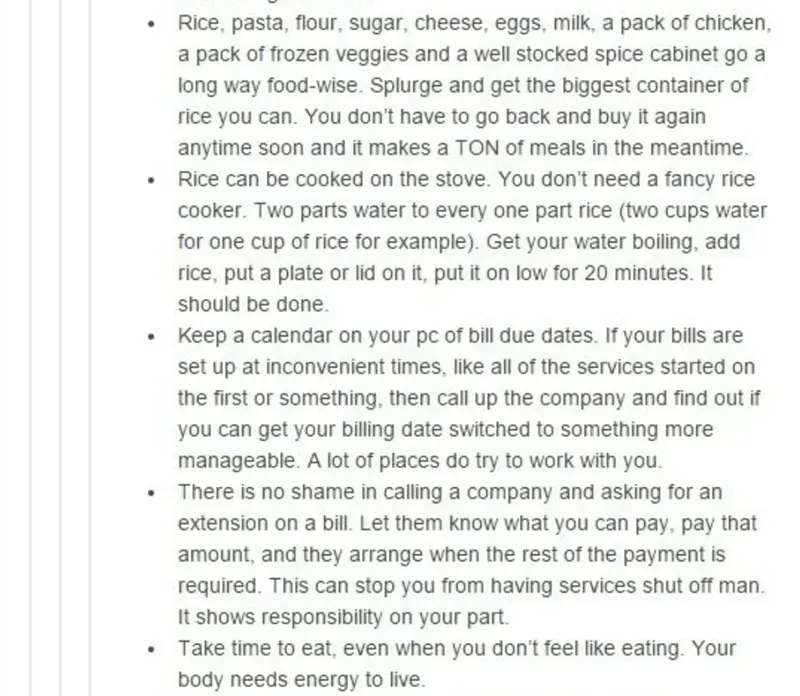 • Rice, pasta, flour, sugar, cheese, eggs, milk, a pack of chicken,
a pack of frozen veggies and a well stocked spice cabinet go a
long way food-wise. Splurge and get the biggest container of
rice you can. You don't have to go back and buy it again
anytime soon and it makes a TON of meals in the meantime.
• Rice can be cooked on the stove. You don't need a fancy rice
cooker. Two parts water to every one part rice (two cups water
for one cup of rice for example). Get your water boiling, add
rice, put a plate or lid on it, put it on low for 20 minutes. It
should be done.
• Keep a calendar on your pc of bill due dates. If your bills are
set up at inconvenient times, like all of the services started on
the first or something, then call up the company and find out if
you can get your billing date switched to something more
manageable. A lot of places do try to work with you.
• There is no shame in calling a company and asking for an
extension on a bill. Let them know what you can pay, pay that
amount, and they arrange when the rest of the payment is
required. This can stop you from having services shut off man.
It shows responsibility on your part.
• Take time to eat, even when you don't feel like eating. Your
body needs energy to live.